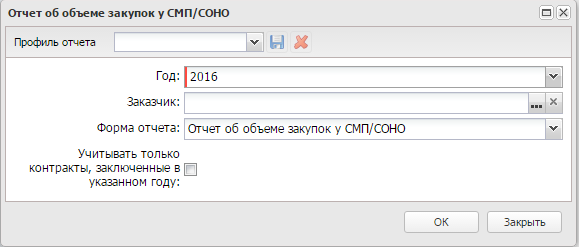 Отчет об объеме закупок у СМП/СОНО
Профиль отчета
Год: 2016
Заказчик: ...
Форма отчета: Отчет об объеме закупок у СМП/СОНО
Учитывать только
контракты, заключенные в
указанном году:
ОК Закрыть